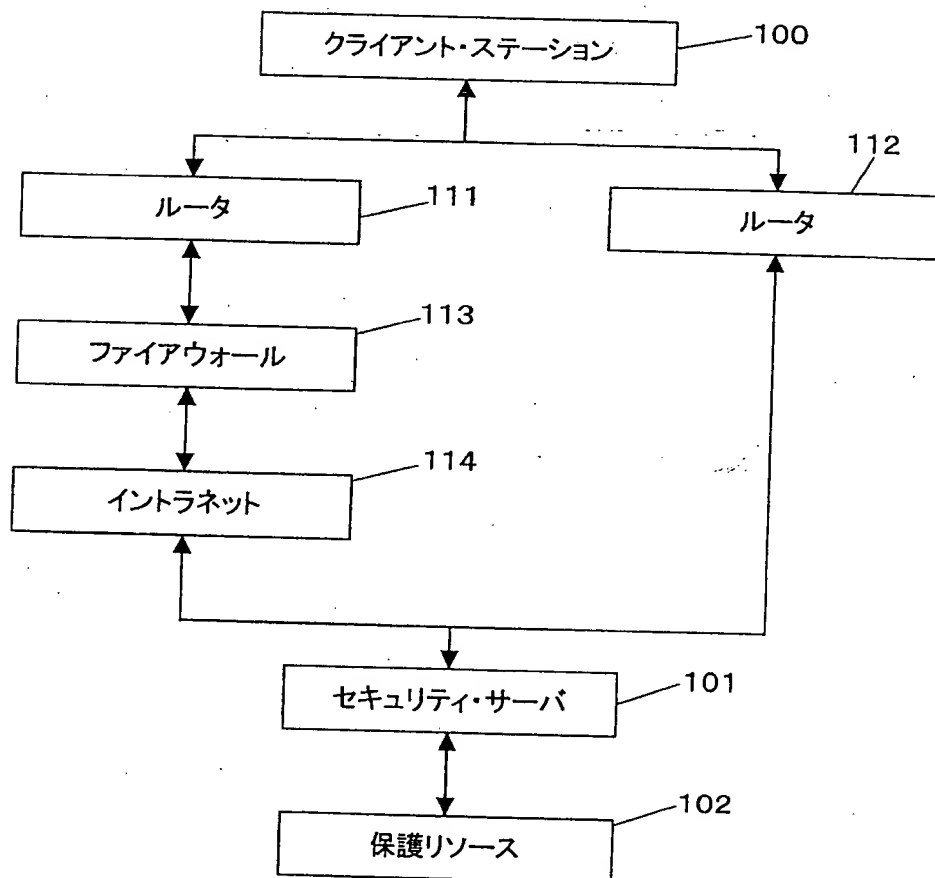 クライアント・ステーション
100
ルータ
111
ルータ
112
ファイアウォール
113
イントラネット
114
セキュリティ・サーバ
101
保護リソース
102